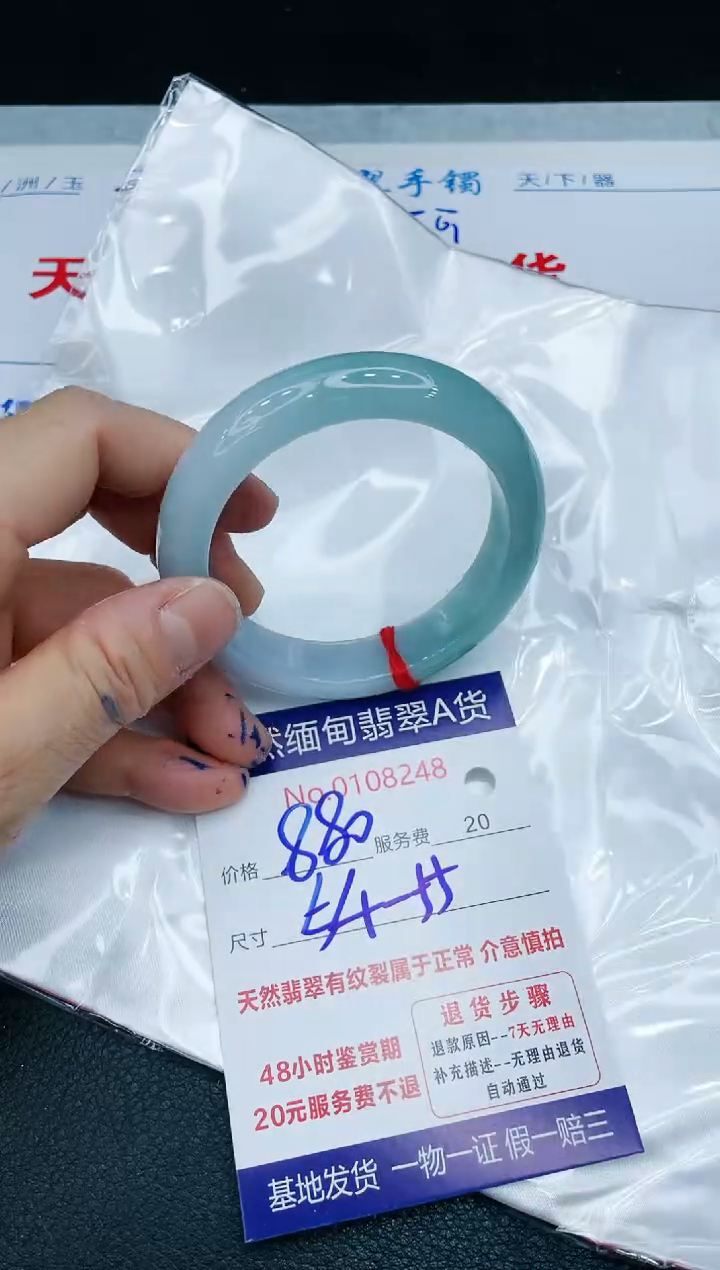 /洲/玉
手镯 天/下/器
天 货
然缅甸翡翠A货
No.0108248
价格 880 服务费 20
尺寸
天然翡翠有纹裂属于正常 介意慎拍
48小时鉴赏期
20元服务费不退
退货步骤
退款原因--7天无理由
补充描述--无理由退货
自动通过
基地发货 一物一证 假一赔三